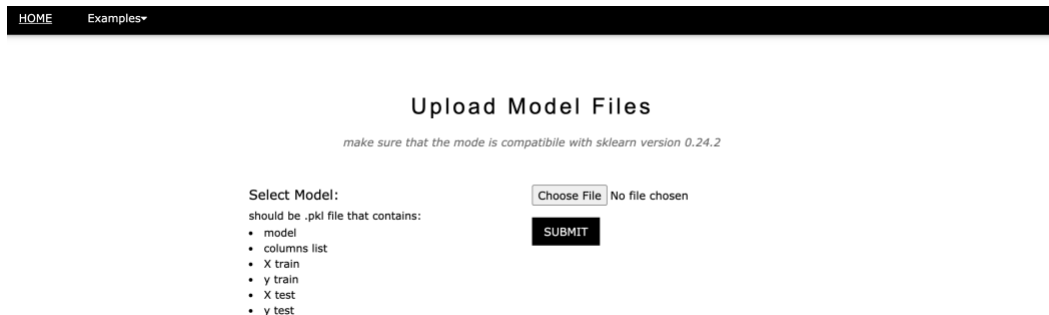 HOME Examples
Upload Model Files
make sure that the mode is compatibile with sklearn version 0.24.2
Select Model:
should be .pkl file that contains:
• model
• columns list
• X train
• y train
• X test
• y test
Choose File No file chosen
SUBMIT